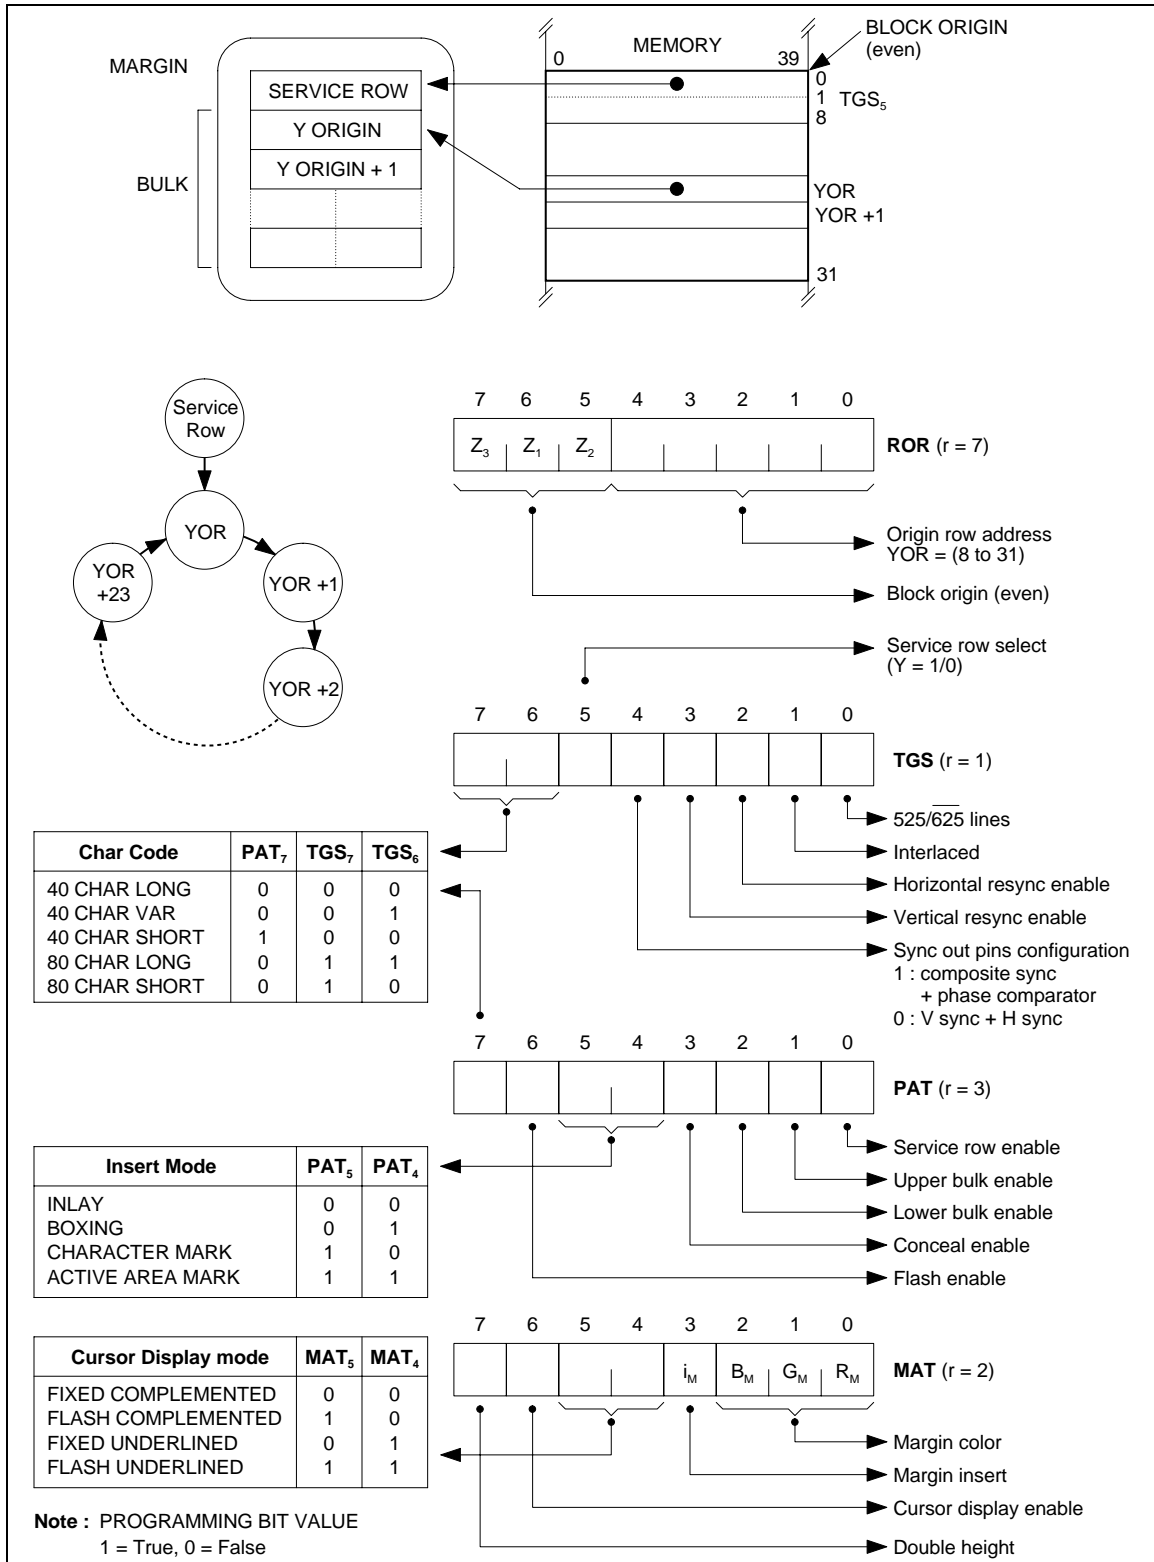 BLOCK ORIGIN
(even)
MEMORY
0 39
MARGIN
SERVICE ROW
Y ORIGIN
Y ORIGIN + 1
BULK
0
1
8
TGS5
YOR
YOR +1
31
Service
Row
YOR
YOR +1
YOR +2
YOR
+23
7 6 5 4 3 2 1 0
Z3 Z1 Z2
ROR (r = 7)
Origin row address
YOR = (8 to 31)
Block origin (even)
Service row select
(Y = 1/0)
7 6 5 4 3 2 1 0
TGS (r = 1)
525/625 lines
Interlaced
Horizontal resync enable
Vertical resync enable
Sync out pins configuration
1 : composite sync
+ phase comparator
0 : V sync + H sync
Char Code PAT7 TGS7 TGS6
40 CHAR LONG 0 0 0
40 CHAR VAR 0 0 1
40 CHAR SHORT 1 0 0
80 CHAR LONG 0 1 1
80 CHAR SHORT 0 1 0
7 6 5 4 3 2 1 0
PAT (r = 3)
Service row enable
Upper bulk enable
Lower bulk enable
Conceal enable
Flash enable
Insert Mode PAT5 PAT4
INLAY 0 0
BOXING 0 1
CHARACTER MARK 1 0
ACTIVE AREA MARK 1 1
7 6 5 4 3 2 1 0
iM BM GM RM
MAT (r = 2)
Margin color
Margin insert
Cursor display enable
Double height
Cursor Display mode MAT5 MAT4
FIXED COMPLEMENTED 0 0
FLASH COMPLEMENTED 1 0
FIXED UNDERLINED 0 1
FLASH UNDERLINED 1 1
Note : PROGRAMMING BIT VALUE
1 = True, 0 = False